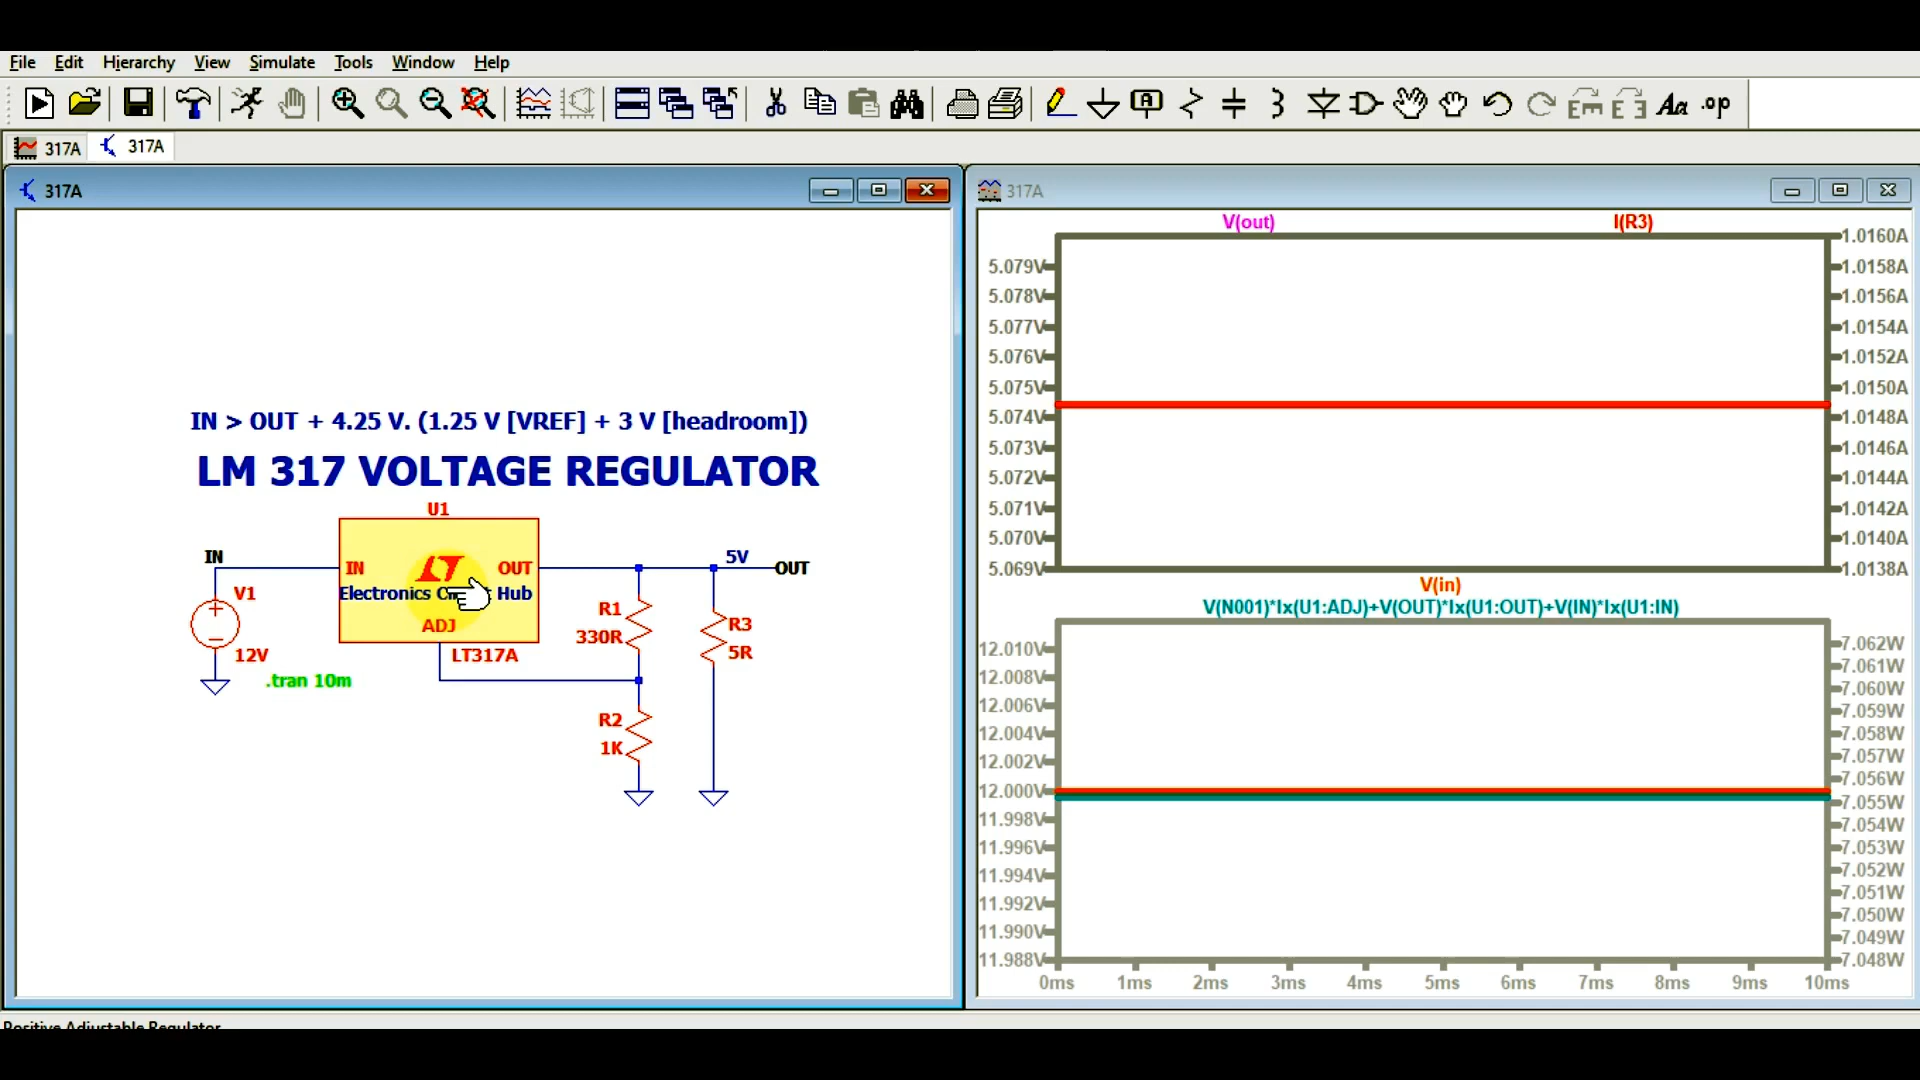 File Edit Hierarchy View Simulate Tools Window Help
A Aa .op
317A 317A
317A
IN > OUT + 4.25 V. (1.25 V [VREF] + 3 V [headroom])
LM 317 VOLTAGE REGULATOR
U1
IN IN LT OUT 5V OUT
Electronics Hub
V1 R1 330R ADJ R3 5R
12V LT317A
.tran 10m
R2
1K
317A
V(out) I(R3)
1.0160A
5.079V 1.0158A
5.078V 1.0156A
5.077V 1.0154A
5.076V 1.0152A
5.075V 1.0150A
5.074V 1.0148A
5.073V 1.0146A
5.072V 1.0144A
5.071V 1.0142A
5.070V 1.0140A
5.069V 1.0138A
V(in)
V(N001)*Ix(U1:ADJ)+V(OUT)*Ix(U1:OUT)+V(IN)*Ix(U1:IN)
12.010V 7.062W
12.008V 7.061W
7.060W
12.006V 7.059W
12.004V 7.058W
12.002V 7.057W
12.000V 7.056W
7.055W
11.998V 7.054W
11.996V 7.053W
11.994V 7.052W
11.992V 7.051W
7.050W
11.990V 7.049W
11.988V 7.048W
0ms 1ms 2ms 3ms 4ms 5ms 6ms 7ms 8ms 9ms 10ms
Positive Adjustable Regulator